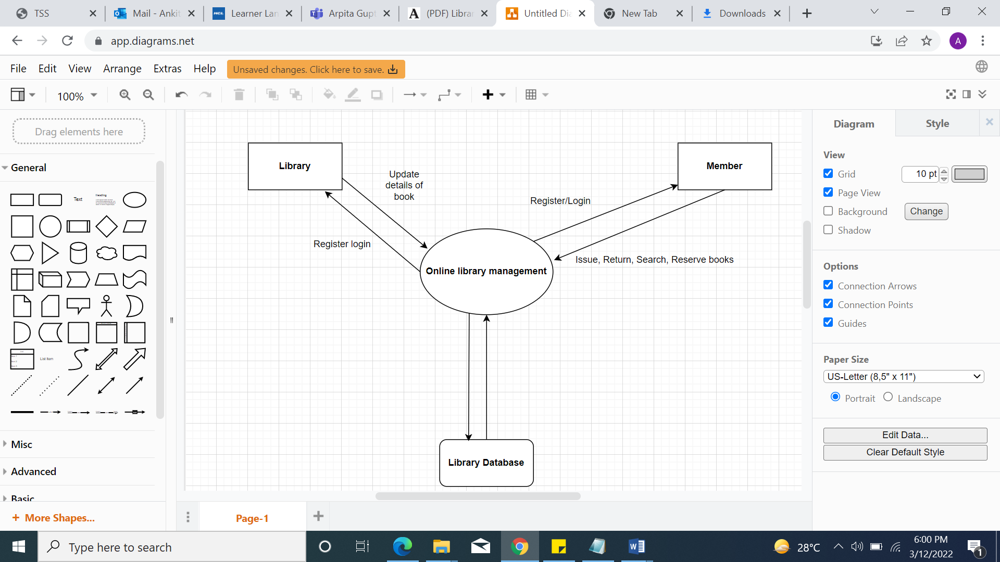 TSS
Mail - Ankit
Learner Lan
Arpita Gupt
(PDF) Librar
Untitled Dia
New Tab
Downloads
app.diagrams.net
A
File Edit View Arrange Extras Help
Unsaved changes. Click here to save.
100%
Drag elements here
General
Text
Heading
List Item
Misc
Advanced
Basic
+ More Shapes...
Library
Update
details of
book
Register login
Member
Register/Login
Issue, Return, Search, Reserve books
Online library management
Library Database
Page-1
Diagram
Style
View
Grid
10 pt
Page View
Background
Change
Shadow
Options
Connection Arrows
Connection Points
Guides
Paper Size
US-Letter (8,5" x 11")
Portrait
Landscape
Edit Data...
Clear Default Style
Type here to search
28°C
6:00 PM
3/12/2022
1